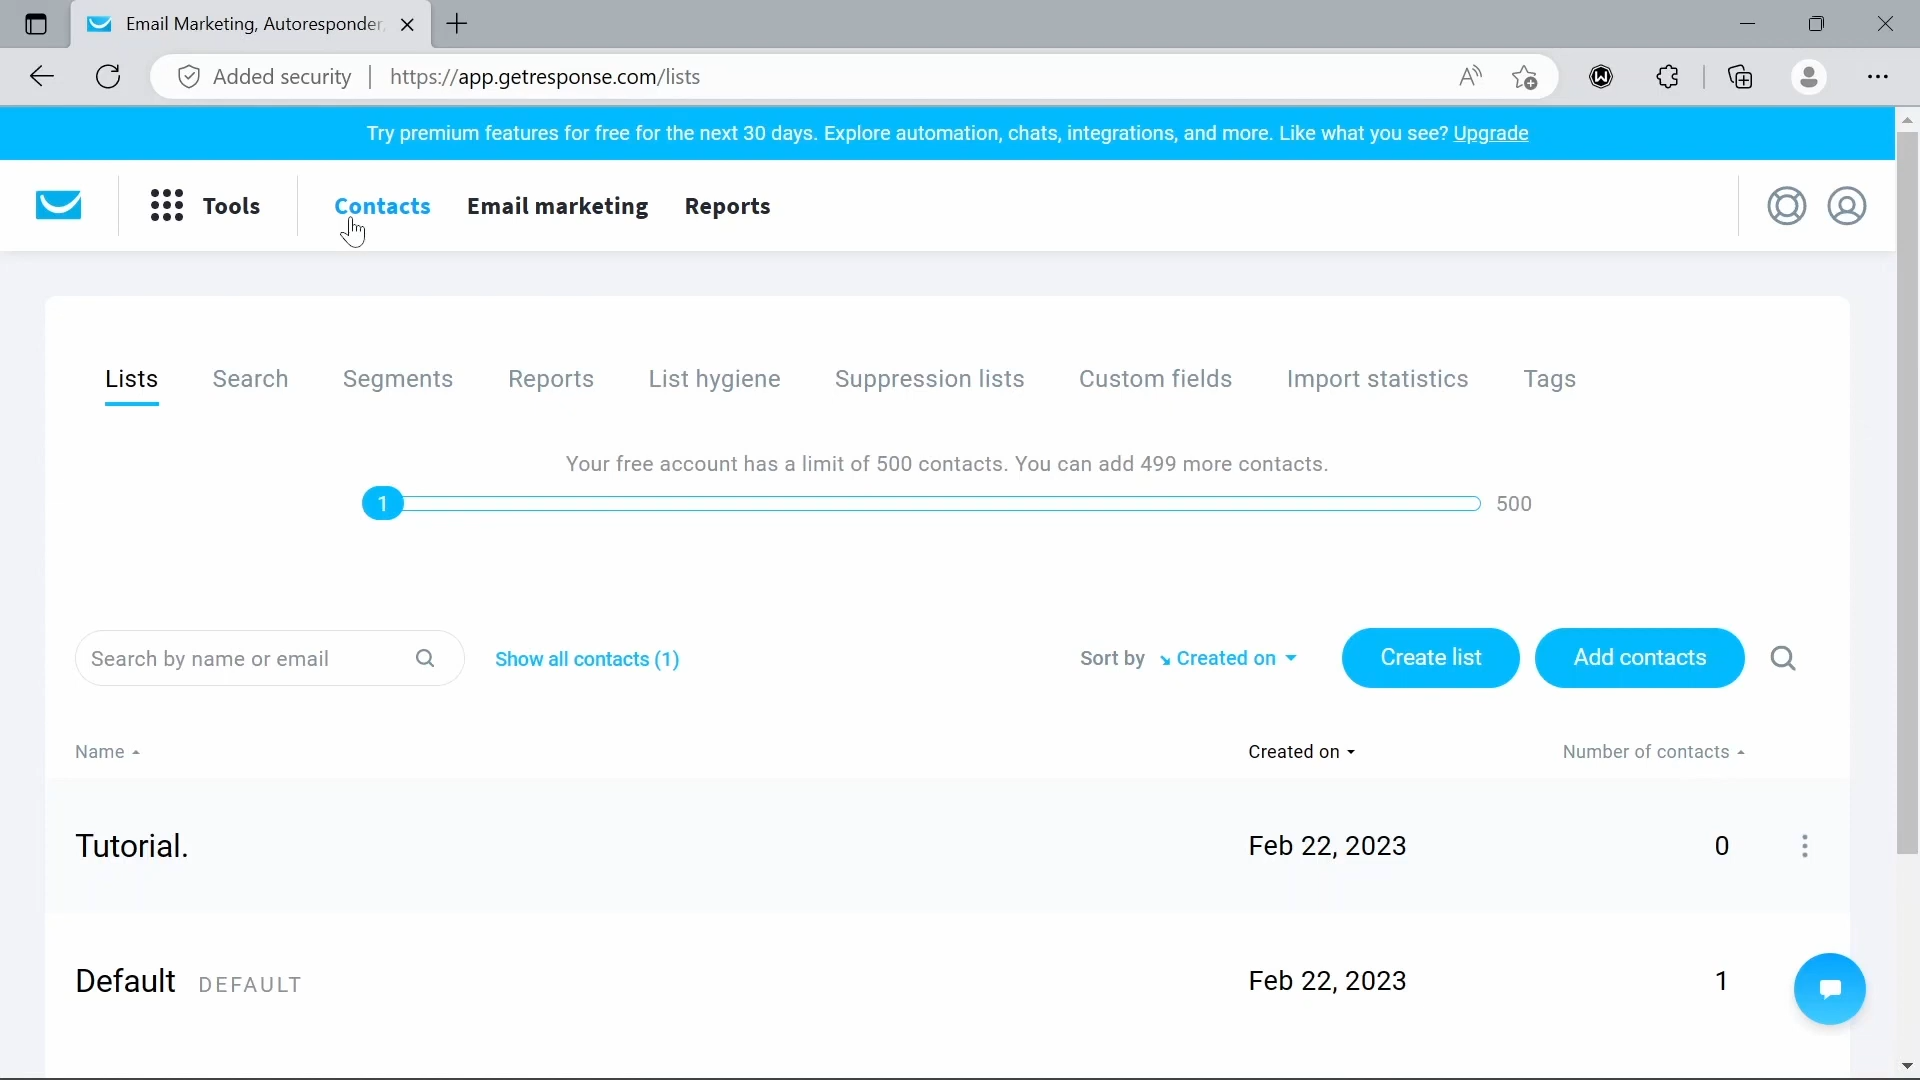 Email Marketing, Autoresponder,
Added security | https://app.getresponse.com/lists
Try premium features for free for the next 30 days. Explore automation, chats, integrations, and more. Like what you see? Upgrade
Tools Contacts Email marketing Reports
Lists Search Segments Reports List hygiene Suppression lists Custom fields Import statistics Tags
Your free account has a limit of 500 contacts. You can add 499 more contacts.
1 500
Search by name or email Show all contacts (1) Sort by Created on Create list Add contacts
Name Created on Number of contacts
Tutorial. Feb 22, 2023 0
Default DEFAULT Feb 22, 2023 1